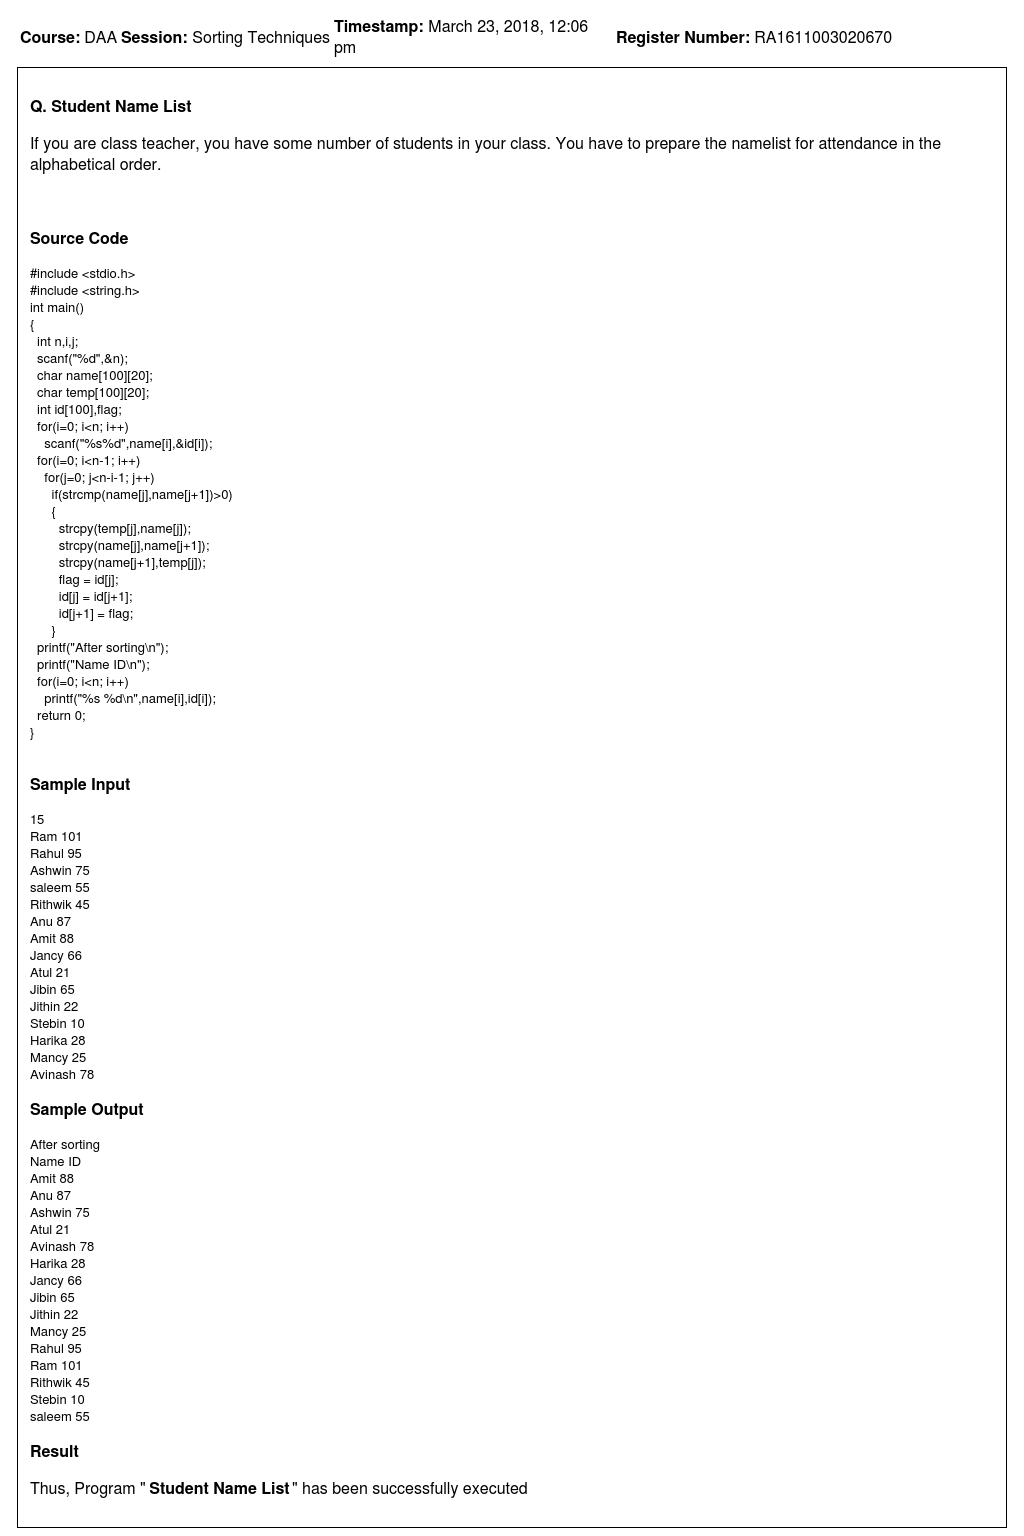 Course: DAA Session: Sorting Techniques Timestamp: March 23, 2018, 12:06 pm Register Number: RA1611003020670
Q. Student Name List
If you are class teacher, you have some number of students in your class. You have to prepare the namelist for attendance in the
alphabetical order.
Source Code
#include <stdio.h>
#include <string.h>
int main()
{
  int n,i,j;
  scanf("%d",&n);
  char name[100][20];
  char temp[100][20];
  int id[100],flag;
  for(i=0; i<n; i++)
    scanf("%s%d",name[i],&id[i]);
  for(i=0; i<n-1; i++)
    for(j=0; j<n-i-1; j++)
      if(strcmp(name[j],name[j+1])>0)
      {
        strcpy(temp[j],name[j]);
        strcpy(name[j],name[j+1]);
        strcpy(name[j+1],temp[j]);
        flag = id[j];
        id[j] = id[j+1];
        id[j+1] = flag;
      }
  printf("After sorting\n");
  printf("Name ID\n");
  for(i=0; i<n; i++)
    printf("%s %d\n",name[i],id[i]);
  return 0;
}
Sample Input
15
Ram 101
Rahul 95
Ashwin 75
saleem 55
Rithwik 45
Anu 87
Amit 88
Jancy 66
Atul 21
Jibin 65
Jithin 22
Stebin 10
Harika 28
Mancy 25
Avinash 78
Sample Output
After sorting
Name ID
Amit 88
Anu 87
Ashwin 75
Atul 21
Avinash 78
Harika 28
Jancy 66
Jibin 65
Jithin 22
Mancy 25
Rahul 95
Ram 101
Rithwik 45
Stebin 10
saleem 55
Result
Thus, Program " Student Name List " has been successfully executed